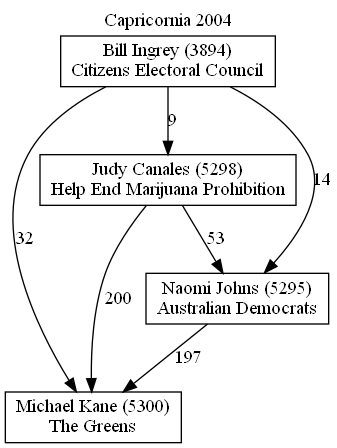 Capricornia 2004
Bill Ingrey (3894)
Citizens Electoral Council
9
Judy Canales (5298)
Help End Marijuana Prohibition
14
32
53
200
Naomi Johns (5295)
Australian Democrats
197
Michael Kane (5300)
The Greens